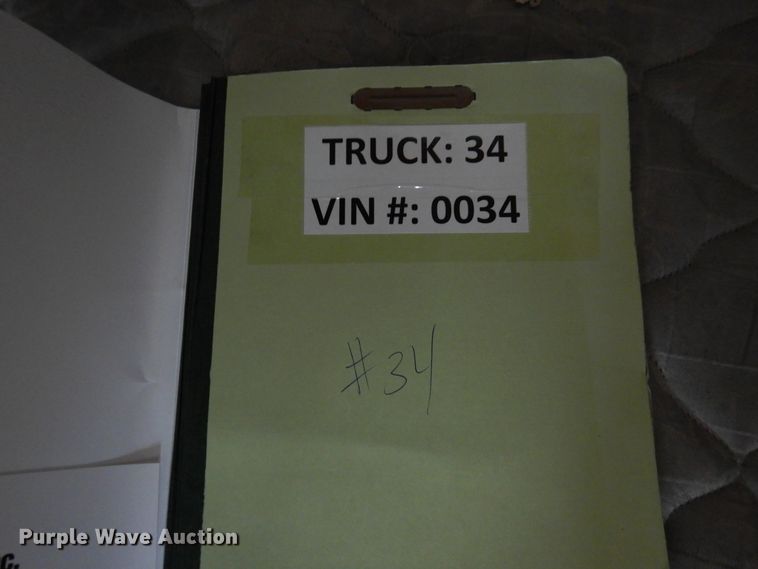 TRUCK: 34
VIN #: 0034
#34
Purple Wave Auction